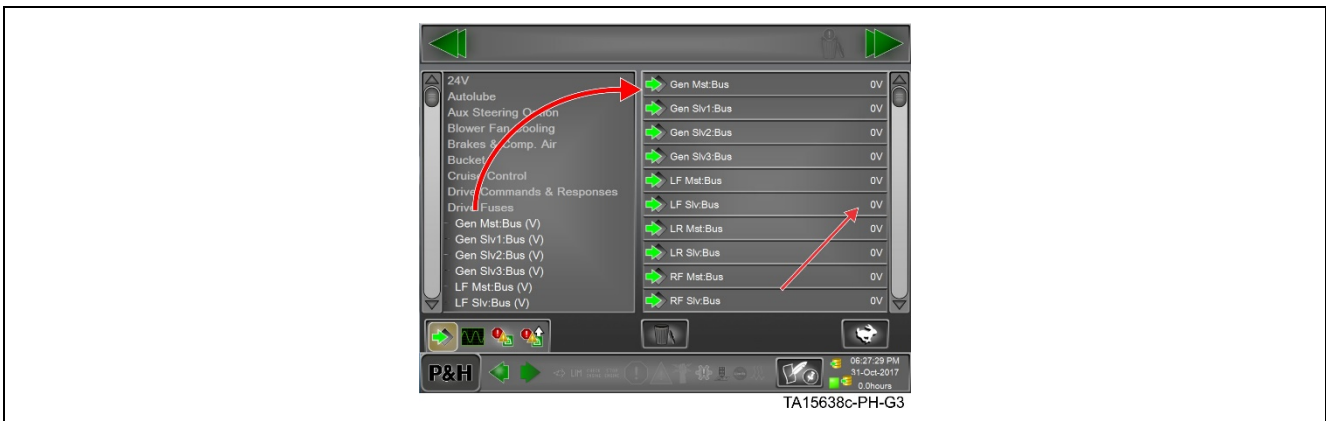 24V
Autolube
Aux Steering Option
Blower Fan Cooling
Brakes & Comp. Air
Bucket
Cruise Control
Drive Commands & Responses
Drive Fuses
Gen Mst:Bus (V)
Gen Slv1:Bus (V)
Gen Slv2:Bus (V)
Gen Slv3:Bus (V)
LF Mst:Bus (V)
LF Slv:Bus (V)
Gen Mst:Bus 0V
Gen Slv1:Bus 0V
Gen Slv2:Bus 0V
Gen Slv3:Bus 0V
LF Mst:Bus 0V
LF Slv:Bus 0V
LR Mst:Bus 0V
LR Slv:Bus 0V
RF Mst:Bus 0V
RF Slv:Bus 0V
P&H
LIM
06:27:29 PM
31-Oct-2017
0.0hours
TA15638c-PH-G3